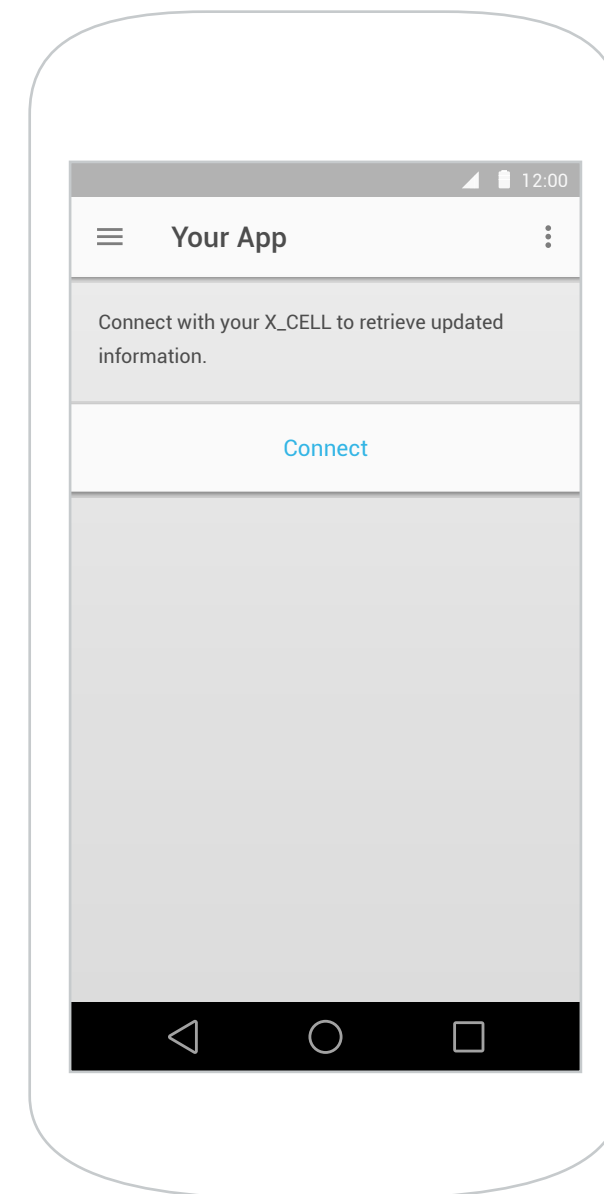 12:00
Your App
Connect with your X_CELL to retrieve updated
information.
Connect